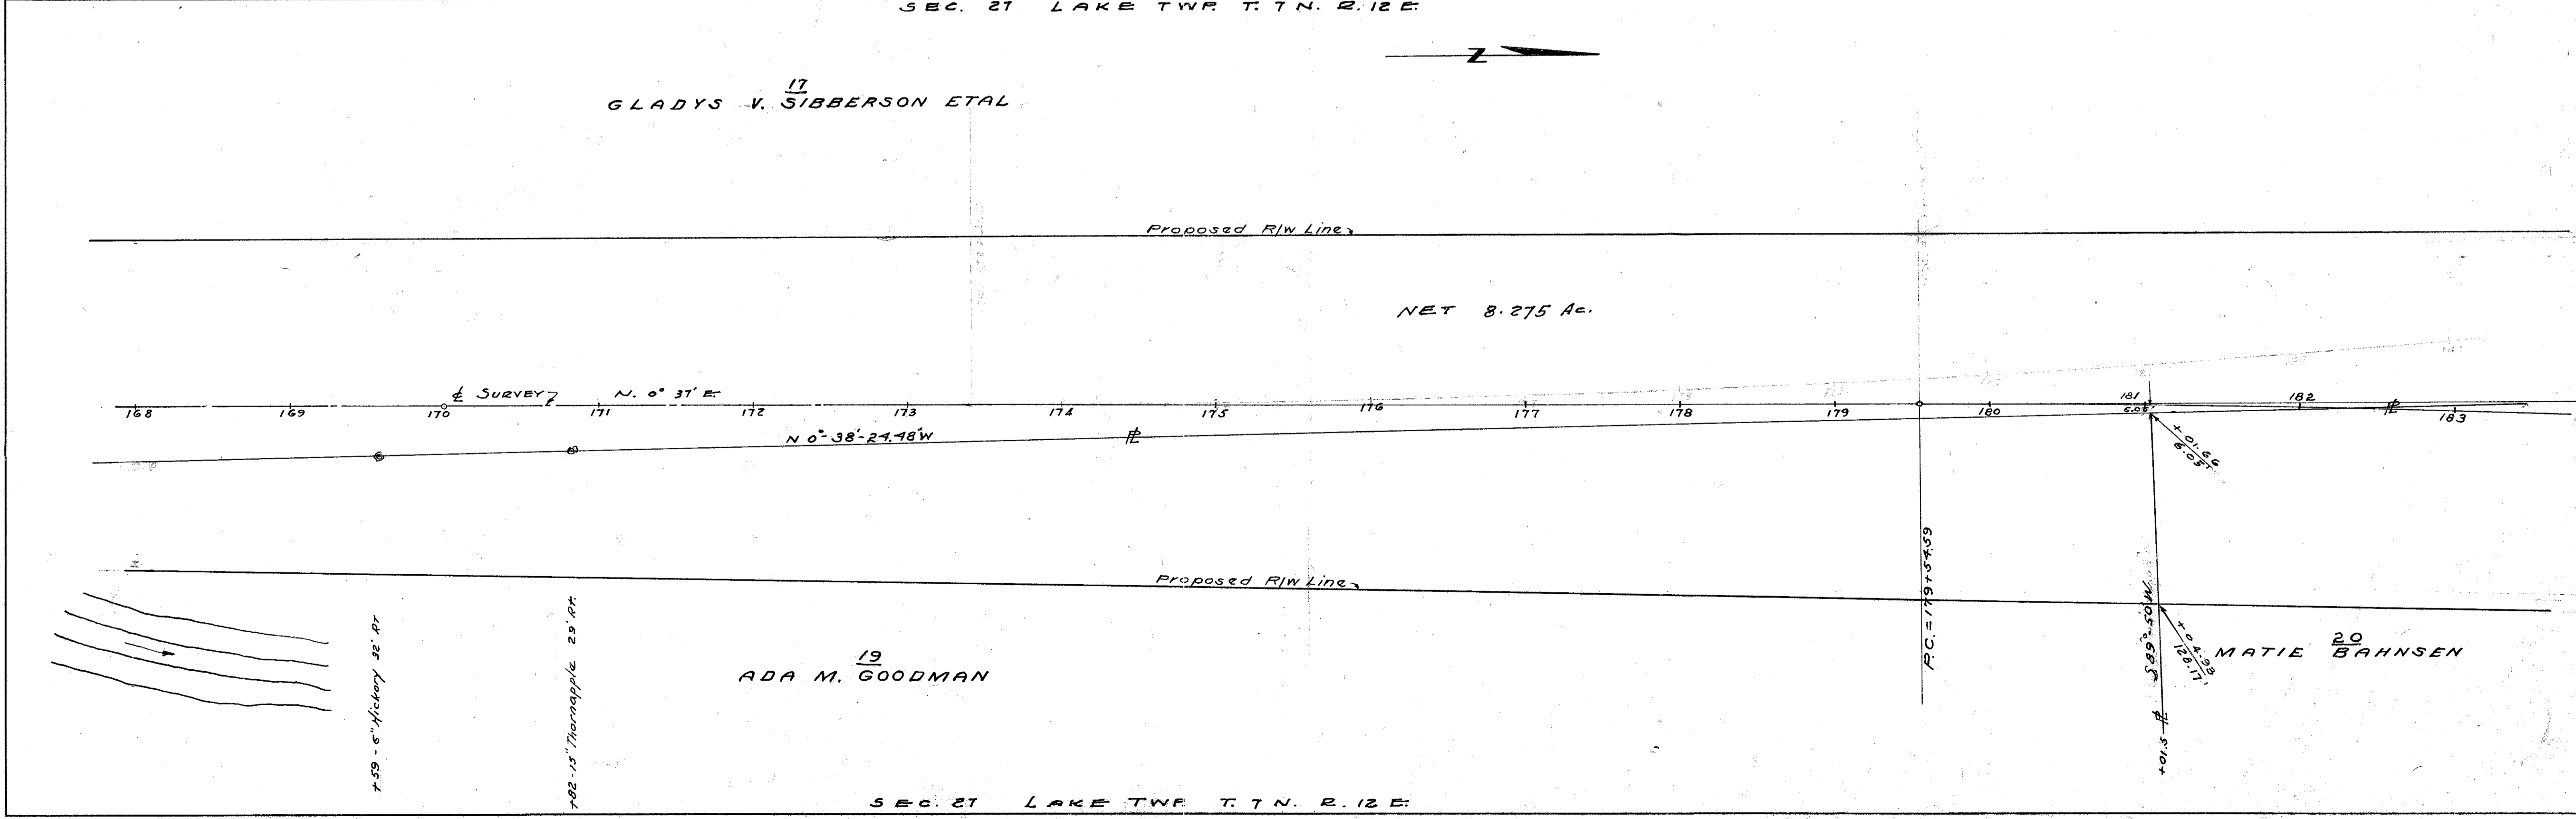 SEC. 27 LAKE TWP. T. 7 N. R. 12 E.
Z
17
GLADYS V. SIBBERSON ETAL
Proposed R/W Line
NET 8.275 Ac.
℄ SURVEY N. 0° 37' E.
168 169 170 171 172 173 174 175 176 177 178 179 180 181 182 183
6.05'
N 0°-38'-24.48"W
+01.66
6.05'
Proposed R/W Line
P.C. = 179+54.59
S 89°-50'W
+04.92
128.17'
+01.5
+59 - 6" Hickory 32' RT
+82 - 15" Thornapple 29' Rt.
19
ADA M. GOODMAN
20
MATIE BAHNSEN
SEC. 27 LAKE TWP. T. 7 N. R. 12 E.